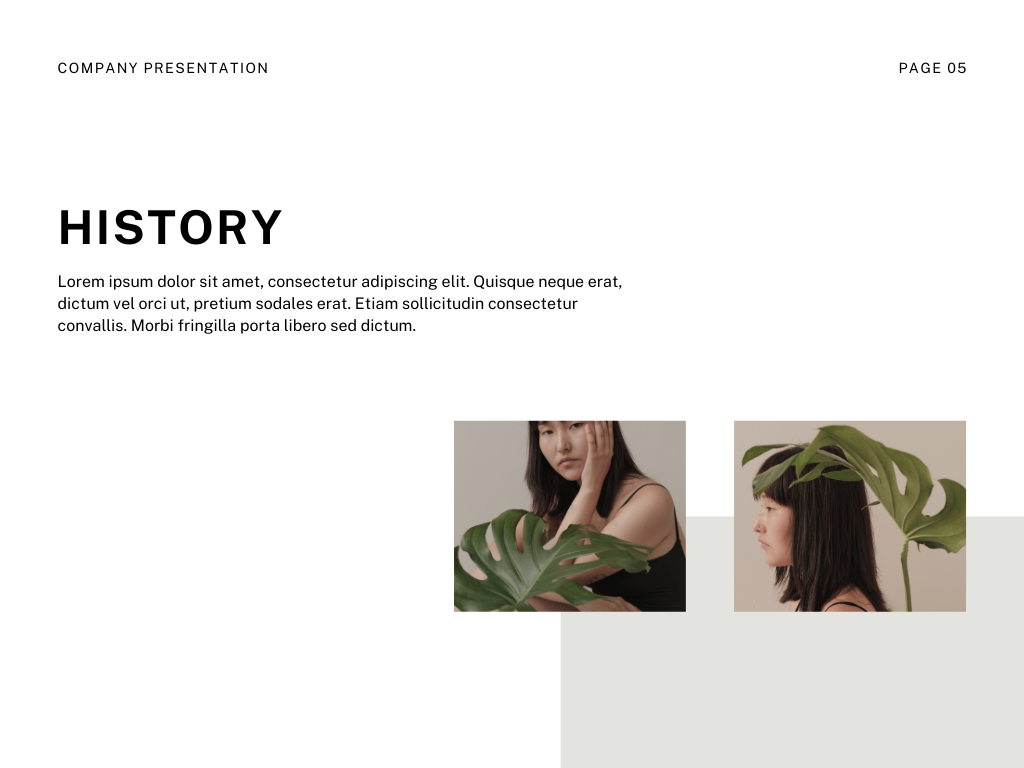 COMPANY PRESENTATION
PAGE 05
HISTORY
Lorem ipsum dolor sit amet, consectetur adipiscing elit. Quisque neque erat,
dictum vel orci ut, pretium sodales erat. Etiam sollicitudin consectetur
convallis. Morbi fringilla porta libero sed dictum.